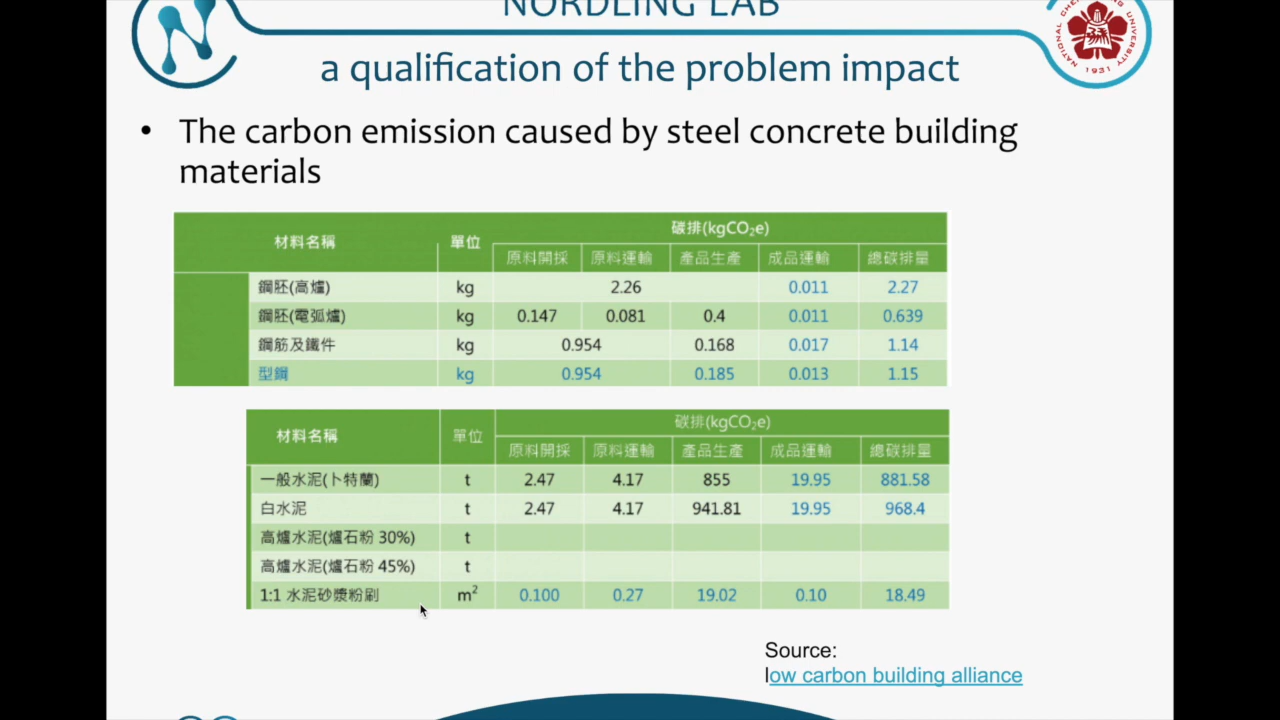 NORDLING LAB
a qualification of the problem impact
• The carbon emission caused by steel concrete building
materials
材料名稱 單位 碳排(kgCO₂e)
原料開採 原料運輸 產品生產 成品運輸 總碳排量
鋼胚(高爐) kg 2.26 0.011 2.27
鋼胚(電弧爐) kg 0.147 0.081 0.4 0.011 0.639
鋼筋及鐵件 kg 0.954 0.168 0.017 1.14
型鋼 kg 0.954 0.185 0.013 1.15
材料名稱 單位 碳排(kgCO₂e)
原料開採 原料運輸 產品生產 成品運輸 總碳排量
一般水泥(卜特蘭) t 2.47 4.17 855 19.95 881.58
白水泥 t 2.47 4.17 941.81 19.95 968.4
高爐水泥(爐石粉 30%) t
高爐水泥(爐石粉 45%) t
1:1 水泥砂漿粉刷 m² 0.100 0.27 19.02 0.10 18.49
Source:
low carbon building alliance
1931